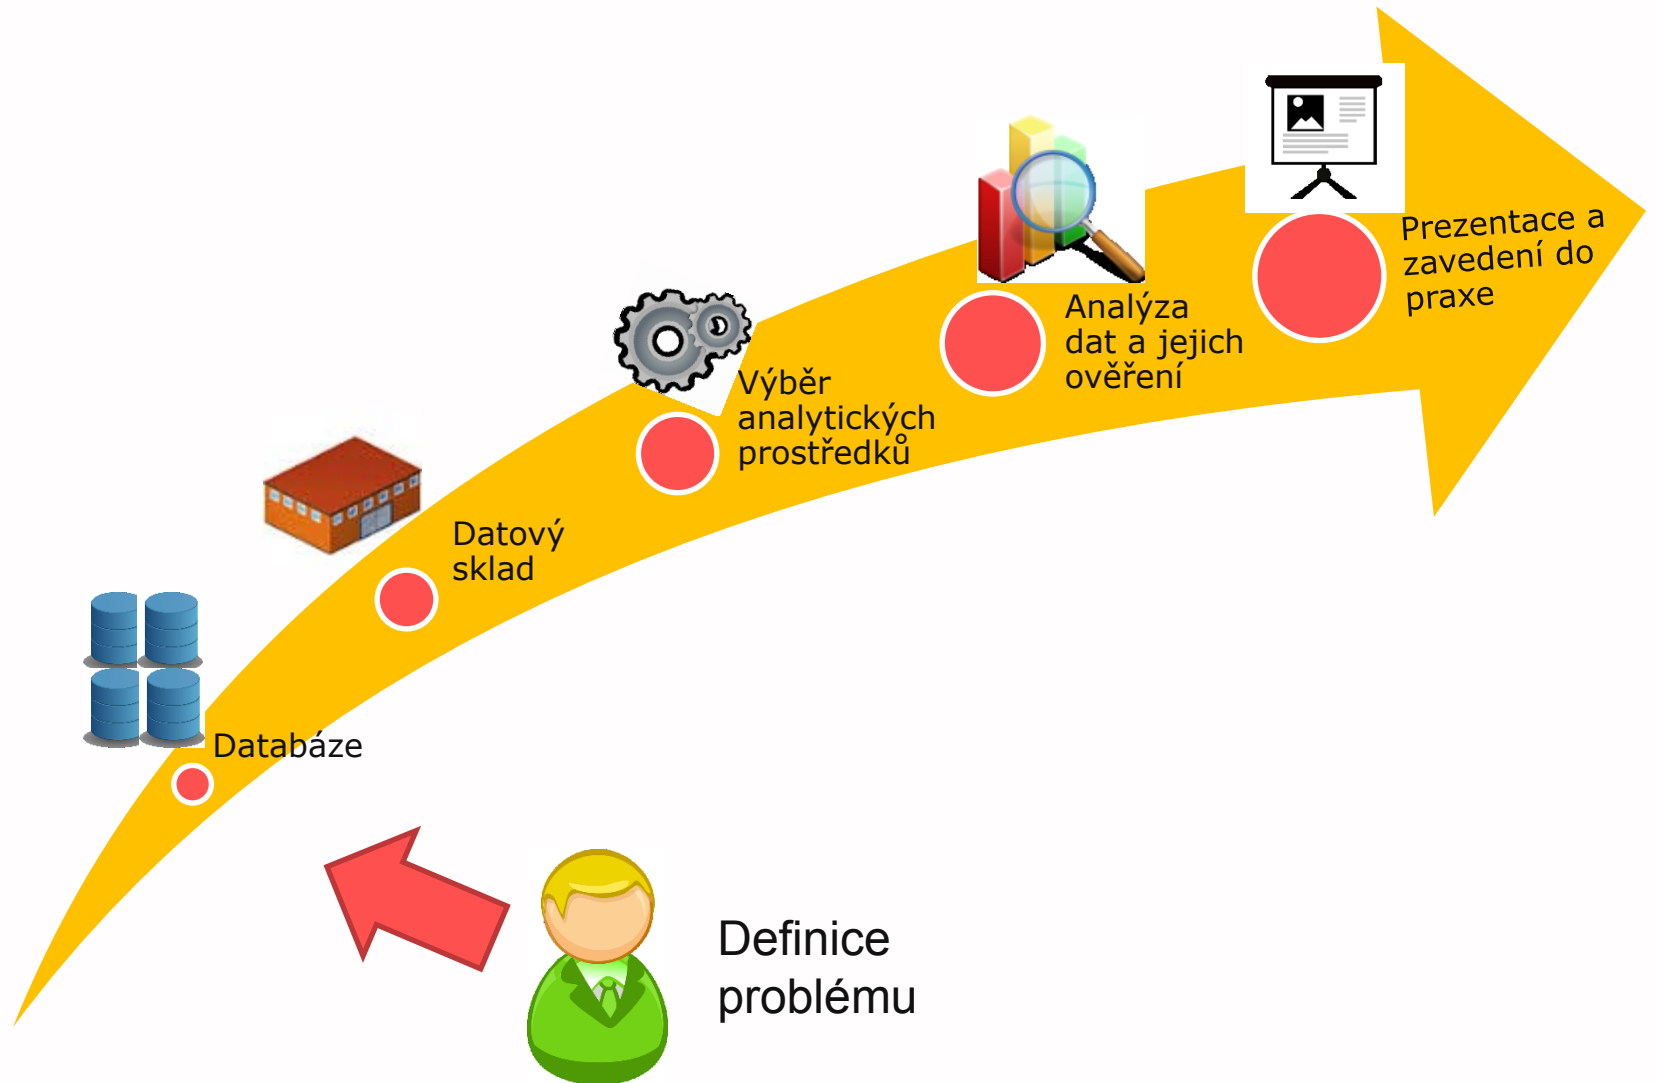 Prezentace a
zavedení do
praxe
Analýza
dat a jejich
ověření
Výběr
analytických
prostředků
Datový
sklad
Databáze
Definice
problému